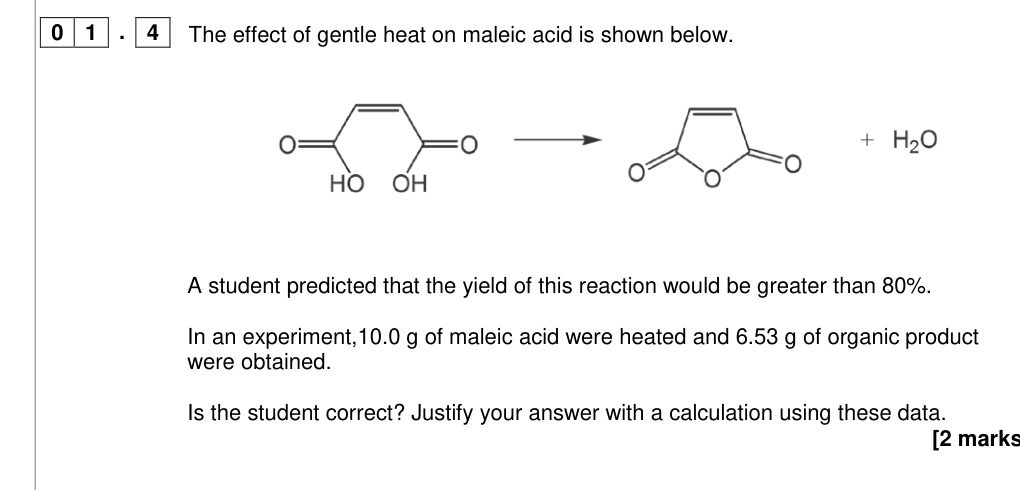 01.4 The effect of gentle heat on maleic acid is shown below.
O O O O + H₂O
HO OH O
A student predicted that the yield of this reaction would be greater than 80%.
In an experiment,10.0 g of maleic acid were heated and 6.53 g of organic product
were obtained.
Is the student correct? Justify your answer with a calculation using these data.
[2 marks